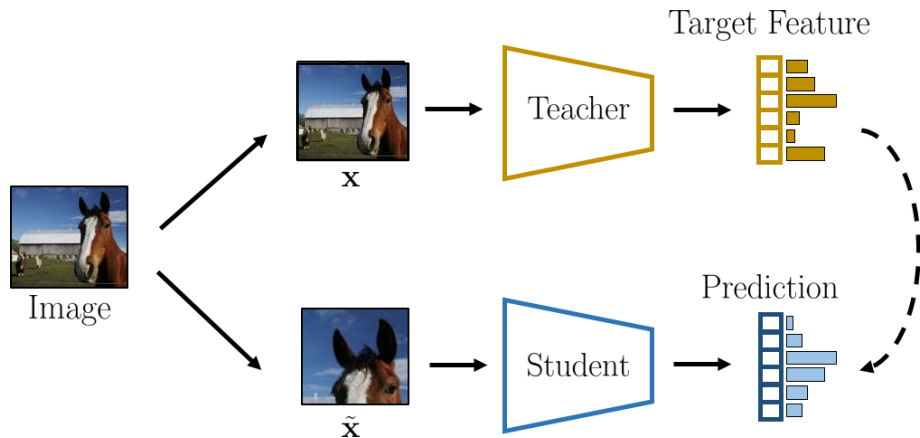 Target Feature
Teacher
x
Image
Prediction
Student
x̃